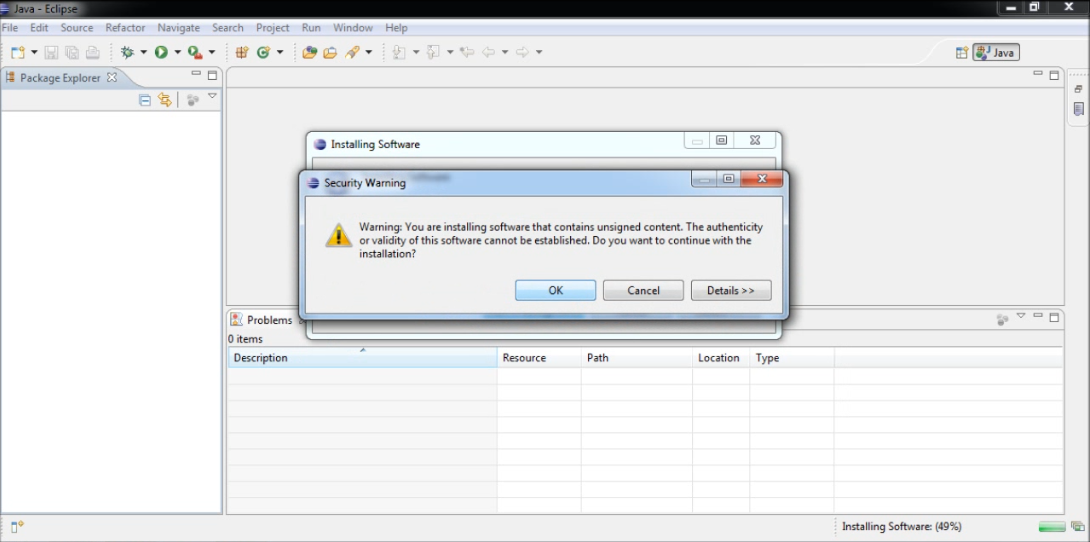 Java - Eclipse
File Edit Source Refactor Navigate Search Project Run Window Help
Java
Package Explorer
Installing Software
Security Warning
Warning: You are installing software that contains unsigned content. The authenticity
or validity of this software cannot be established. Do you want to continue with the
installation?
OK Cancel Details >>
Problems
0 items
Description Resource Path Location Type
Installing Software: (49%)